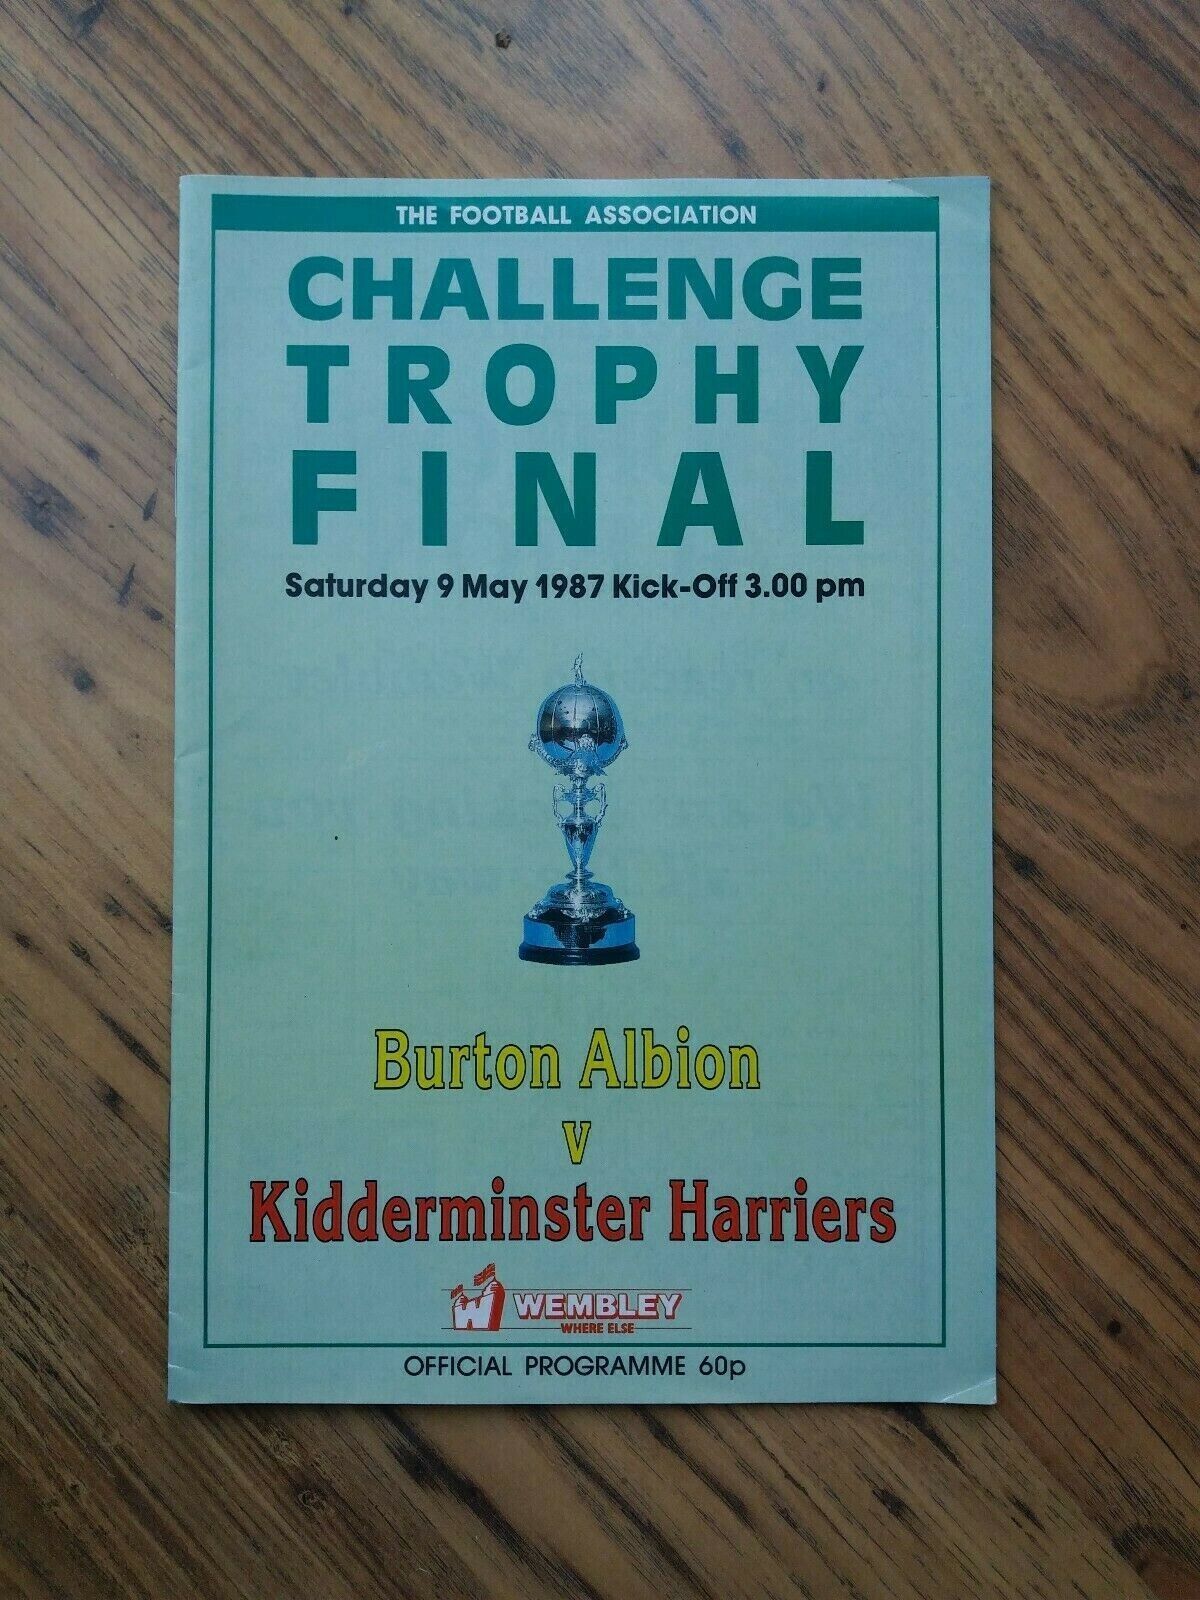 THE FOOTBALL ASSOCIATION
CHALLENGE
TROPHY
FINAL
Saturday 9 May 1987 Kick-Off 3.00 pm
Burton Albion
v
Kidderminster Harriers
W WEMBLEY
WHERE ELSE
OFFICIAL PROGRAMME 60p